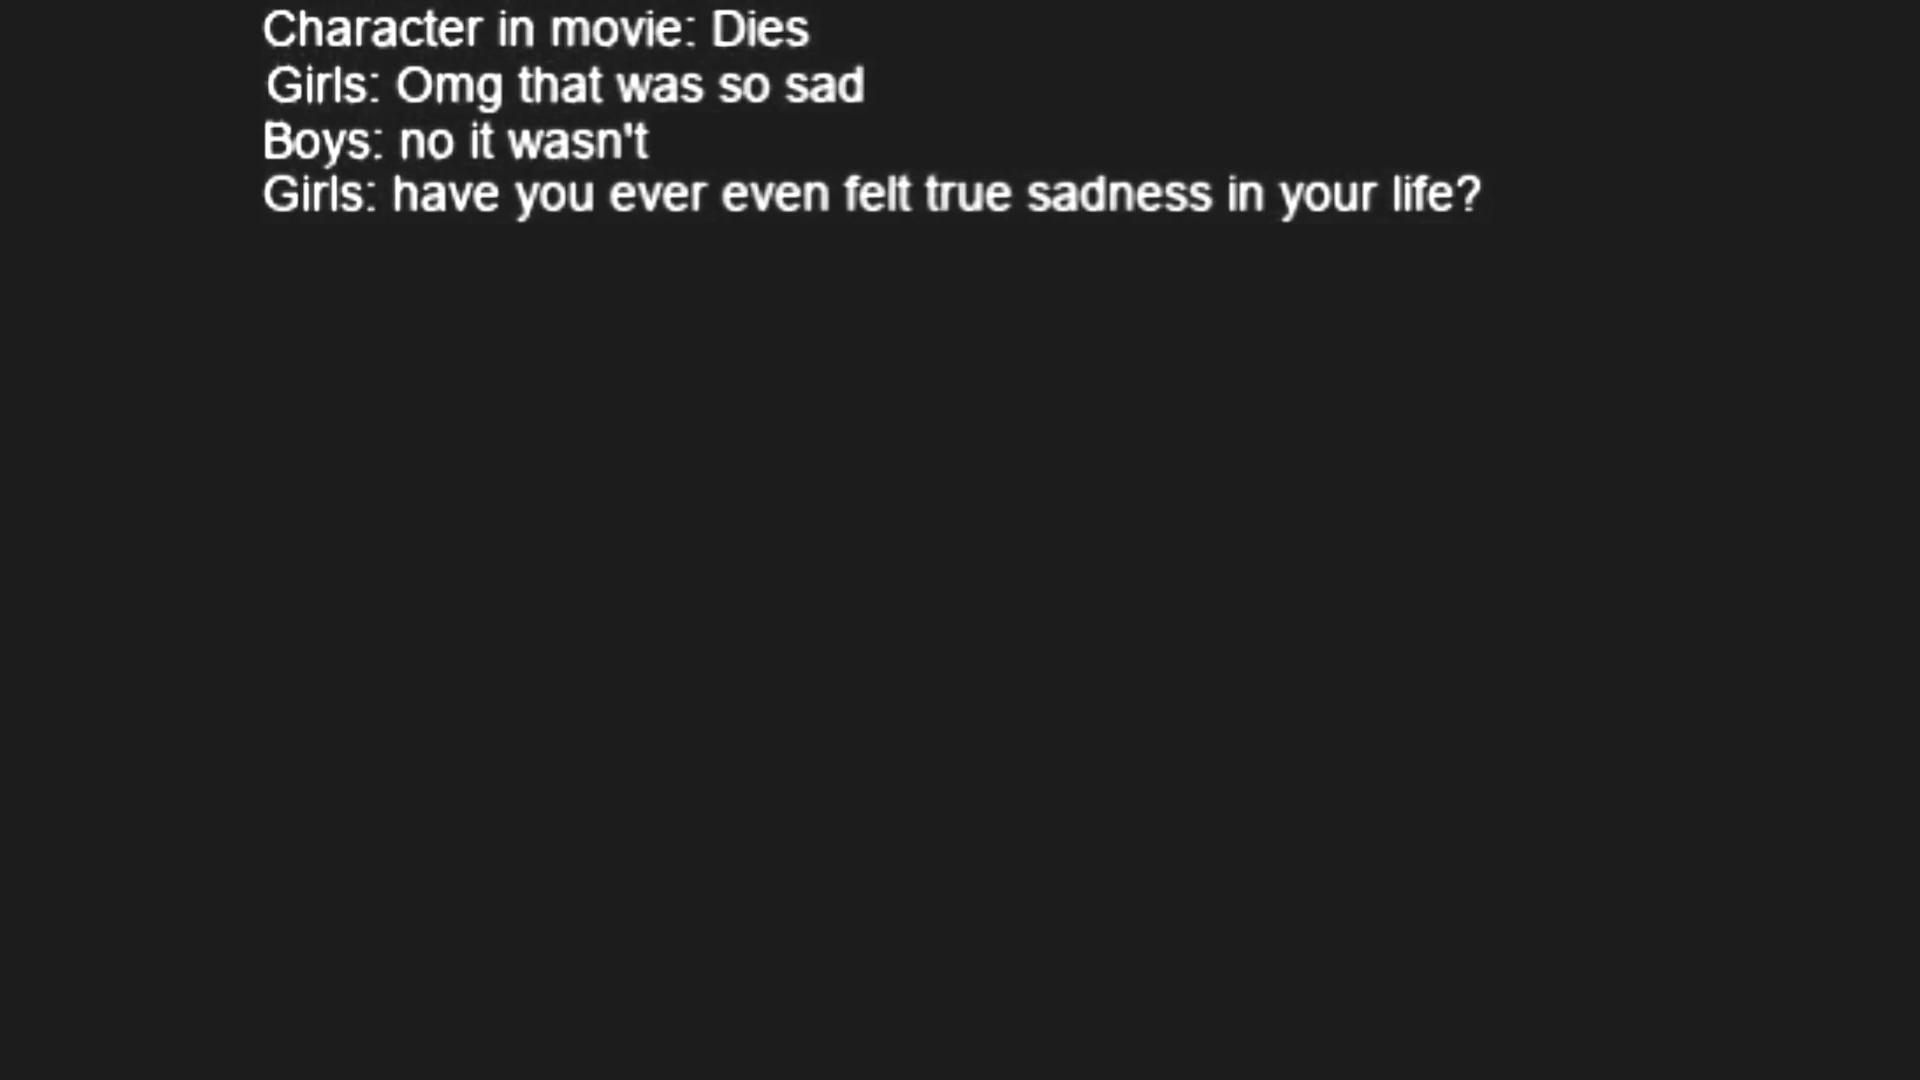 Character in movie: Dies
Girls: Omg that was so sad
Boys: no it wasn't
Girls: have you ever even felt true sadness in your life?